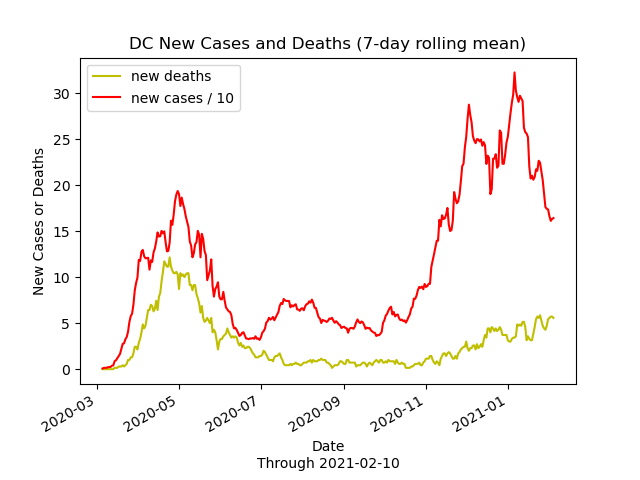 DC New Cases and Deaths (7-day rolling mean)
new deaths
new cases / 10
30
25
20
15
10
5
0
New Cases or Deaths
2020-03
2020-05
2020-07
2020-09
2020-11
2021-01
Date
Through 2021-02-10